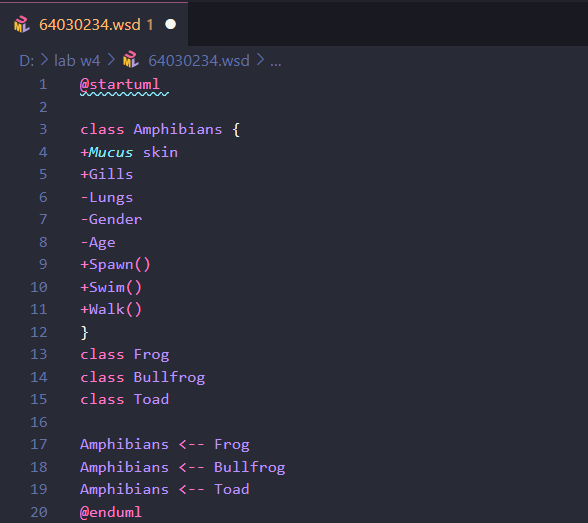 64030234.wsd 1
D: > lab w4 > 64030234.wsd > ...
1 @startuml
2
3 class Amphibians {
4 +Mucus skin
5 +Gills
6 -Lungs
7 -Gender
8 -Age
9 +Spawn()
10 +Swim()
11 +Walk()
12 }
13 class Frog
14 class Bullfrog
15 class Toad
16
17 Amphibians <-- Frog
18 Amphibians <-- Bullfrog
19 Amphibians <-- Toad
20 @enduml